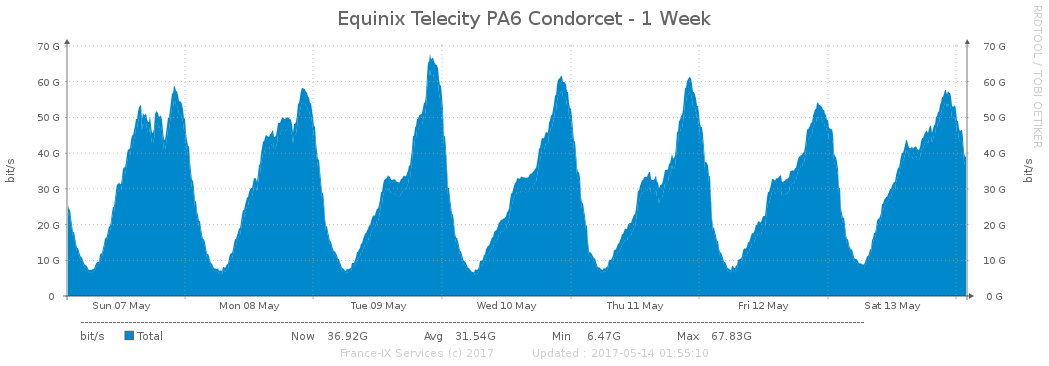 Equinix Telecity PA6 Condorcet - 1 Week
RRDTOOL / TOBI OETIKER
70 G 70 G
60 G 60 G
50 G 50 G
40 G 40 G
30 G 30 G
20 G 20 G
10 G 10 G
0 0 G
bit/s
bit/s
Sun 07 May Mon 08 May Tue 09 May Wed 10 May Thu 11 May Fri 12 May Sat 13 May
bit/s Total Now 36.92G Avg 31.54G Min 6.47G Max 67.83G
France-IX Services (c) 2017 Updated : 2017-05-14 01:55:10